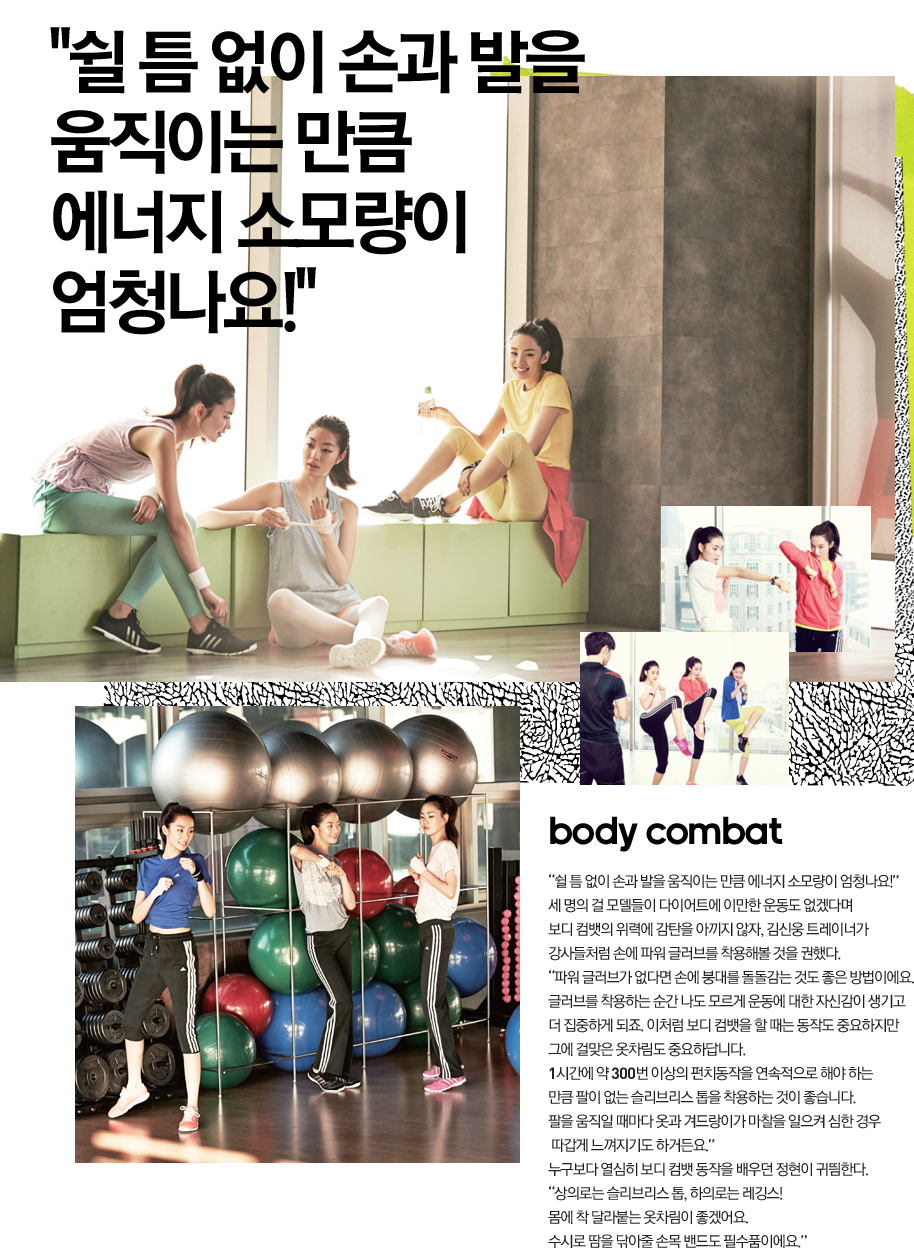 "쉴 틈 없이 손과 발을
움직이는 만큼
에너지 소모량이
엄청나요!"
body combat
“쉴 틈 없이 손과 발을 움직이는 만큼 에너지 소모량이 엄청나요!”
세 명의 걸 모델들이 다이어트에 이만한 운동도 없겠다며
보디 컴뱃의 위력에 감탄을 아끼지 않자, 김신웅 트레이너가
강사들처럼 손에 파워 글러브를 착용해볼 것을 권했다.
“파워 글러브가 없다면 손에 붕대를 돌돌감는 것도 좋은 방법이에요.
글러브를 착용하는 순간 나도 모르게 운동에 대한 자신감이 생기고
더 집중하게 되죠. 이처럼 보디 컴뱃을 할 때는 동작도 중요하지만
그에 걸맞은 옷차림도 중요하답니다.
1시간에 약 300번 이상의 펀치동작을 연속적으로 해야 하는
만큼 팔이 없는 슬리브리스 톱을 착용하는 것이 좋습니다.
팔을 움직일 때마다 옷과 겨드랑이가 마찰을 일으켜 심한 경우
따갑게 느껴지기도 하거든요.”
누구보다 열심히 보디 컴뱃 동작을 배우던 정현이 귀띔한다.
“상의로는 슬리브리스 톱, 하의로는 레깅스!
몸에 착 달라붙는 옷차림이 좋겠어요.
수시로 땀을 닦아줄 손목 밴드도 필수품이에요.”